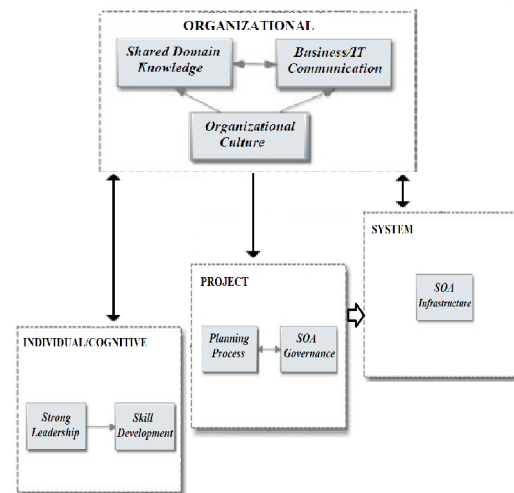 ORGANIZATIONAL
Shared Domain
Knowledge
Business/IT
Communication
Organizational
Culture
SYSTEM
SOA
Infrastructure
PROJECT
Planning
Process
SOA
Governance
INDIVIDUAL/COGNITIVE
Strong
Leadership
Skill
Development